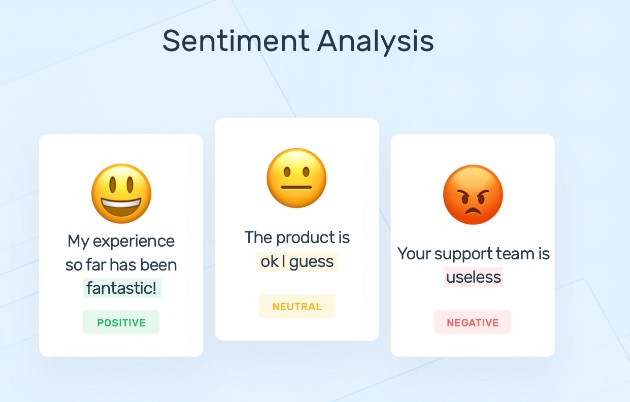 Sentiment Analysis
My experience
so far has been
fantastic!
POSITIVE
The product is
ok I guess
NEUTRAL
Your support team is
useless
NEGATIVE